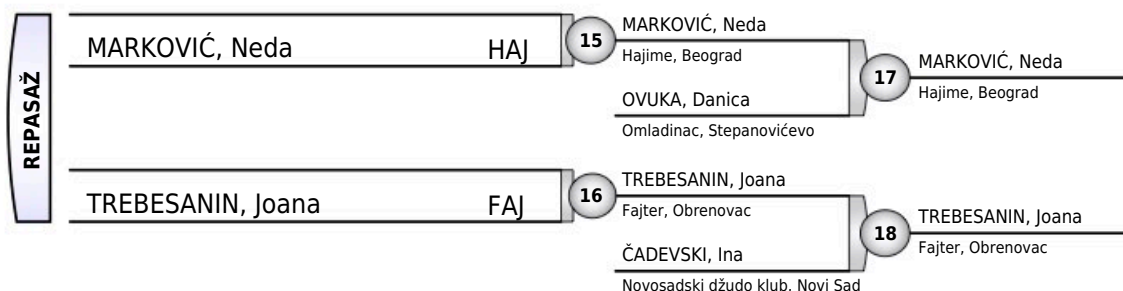 REPASAŽ
MARKOVIĆ, Neda HAJ
15
MARKOVIĆ, Neda
Hajime, Beograd
OVUKA, Danica
Omladinac, Stepanovićevo
17
MARKOVIĆ, Neda
Hajime, Beograd
TREBESANIN, Joana FAJ
16
TREBESANIN, Joana
Fajter, Obrenovac
ČADEVSKI, Ina
Novosadski džudo klub, Novi Sad
18
TREBESANIN, Joana
Fajter, Obrenovac